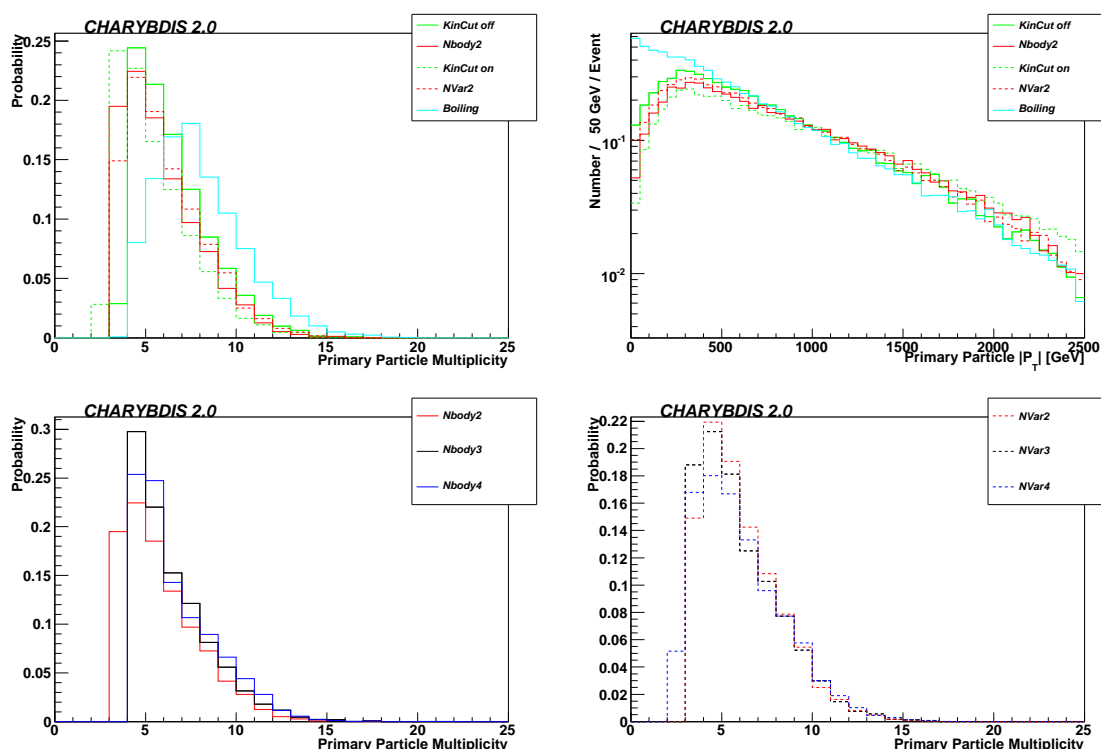 CHARYBDIS 2.0
Probability
0.25
0.2
0.15
0.1
0.05
0
0 5 10 15 20 25
Primary Particle Multiplicity
KinCut off
Nbody2
KinCut on
NVar2
Boiling
CHARYBDIS 2.0
Number / 50 GeV / Event
10-1
10-2
0 500 1000 1500 2000 2500
Primary Particle |P_T| [GeV]
KinCut off
Nbody2
KinCut on
NVar2
Boiling
CHARYBDIS 2.0
Probability
0.3
0.25
0.2
0.15
0.1
0.05
0
0 5 10 15 20 25
Primary Particle Multiplicity
Nbody2
Nbody3
Nbody4
CHARYBDIS 2.0
Probability
0.22
0.2
0.18
0.16
0.14
0.12
0.1
0.08
0.06
0.04
0.02
0.00
0 5 10 15 20 25
Primary Particle Multiplicity
NVar2
NVar3
NVar4